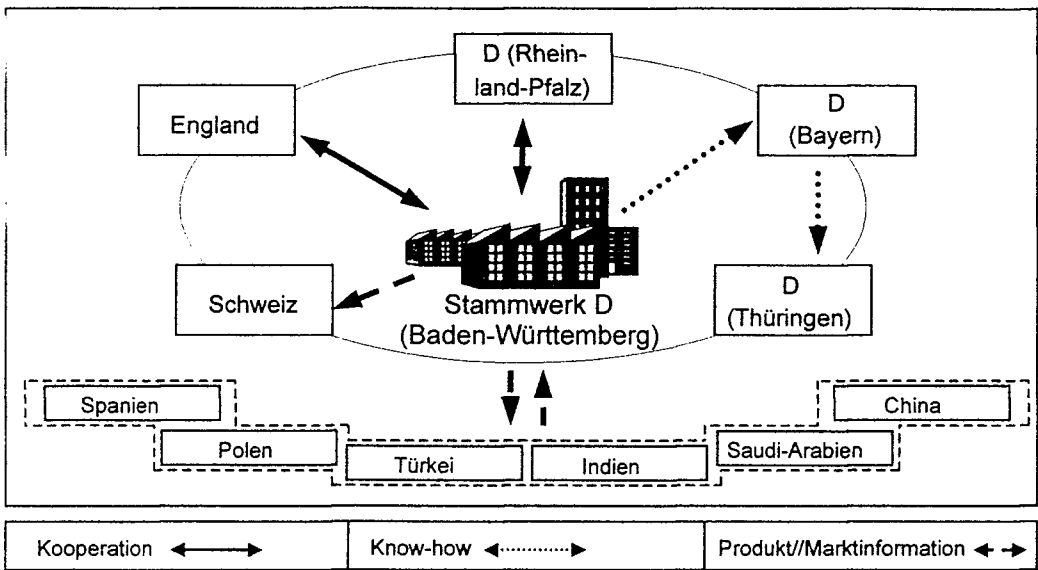 D (Rhein-
land-Pfalz)
England
D
(Bayern)
Schweiz
Stammwerk D
(Baden-Württemberg)
D
(Thüringen)
Spanien
China
Polen
Saudi-Arabien
Türkei
Indien
Kooperation
Know-how
Produkt//Marktinformation